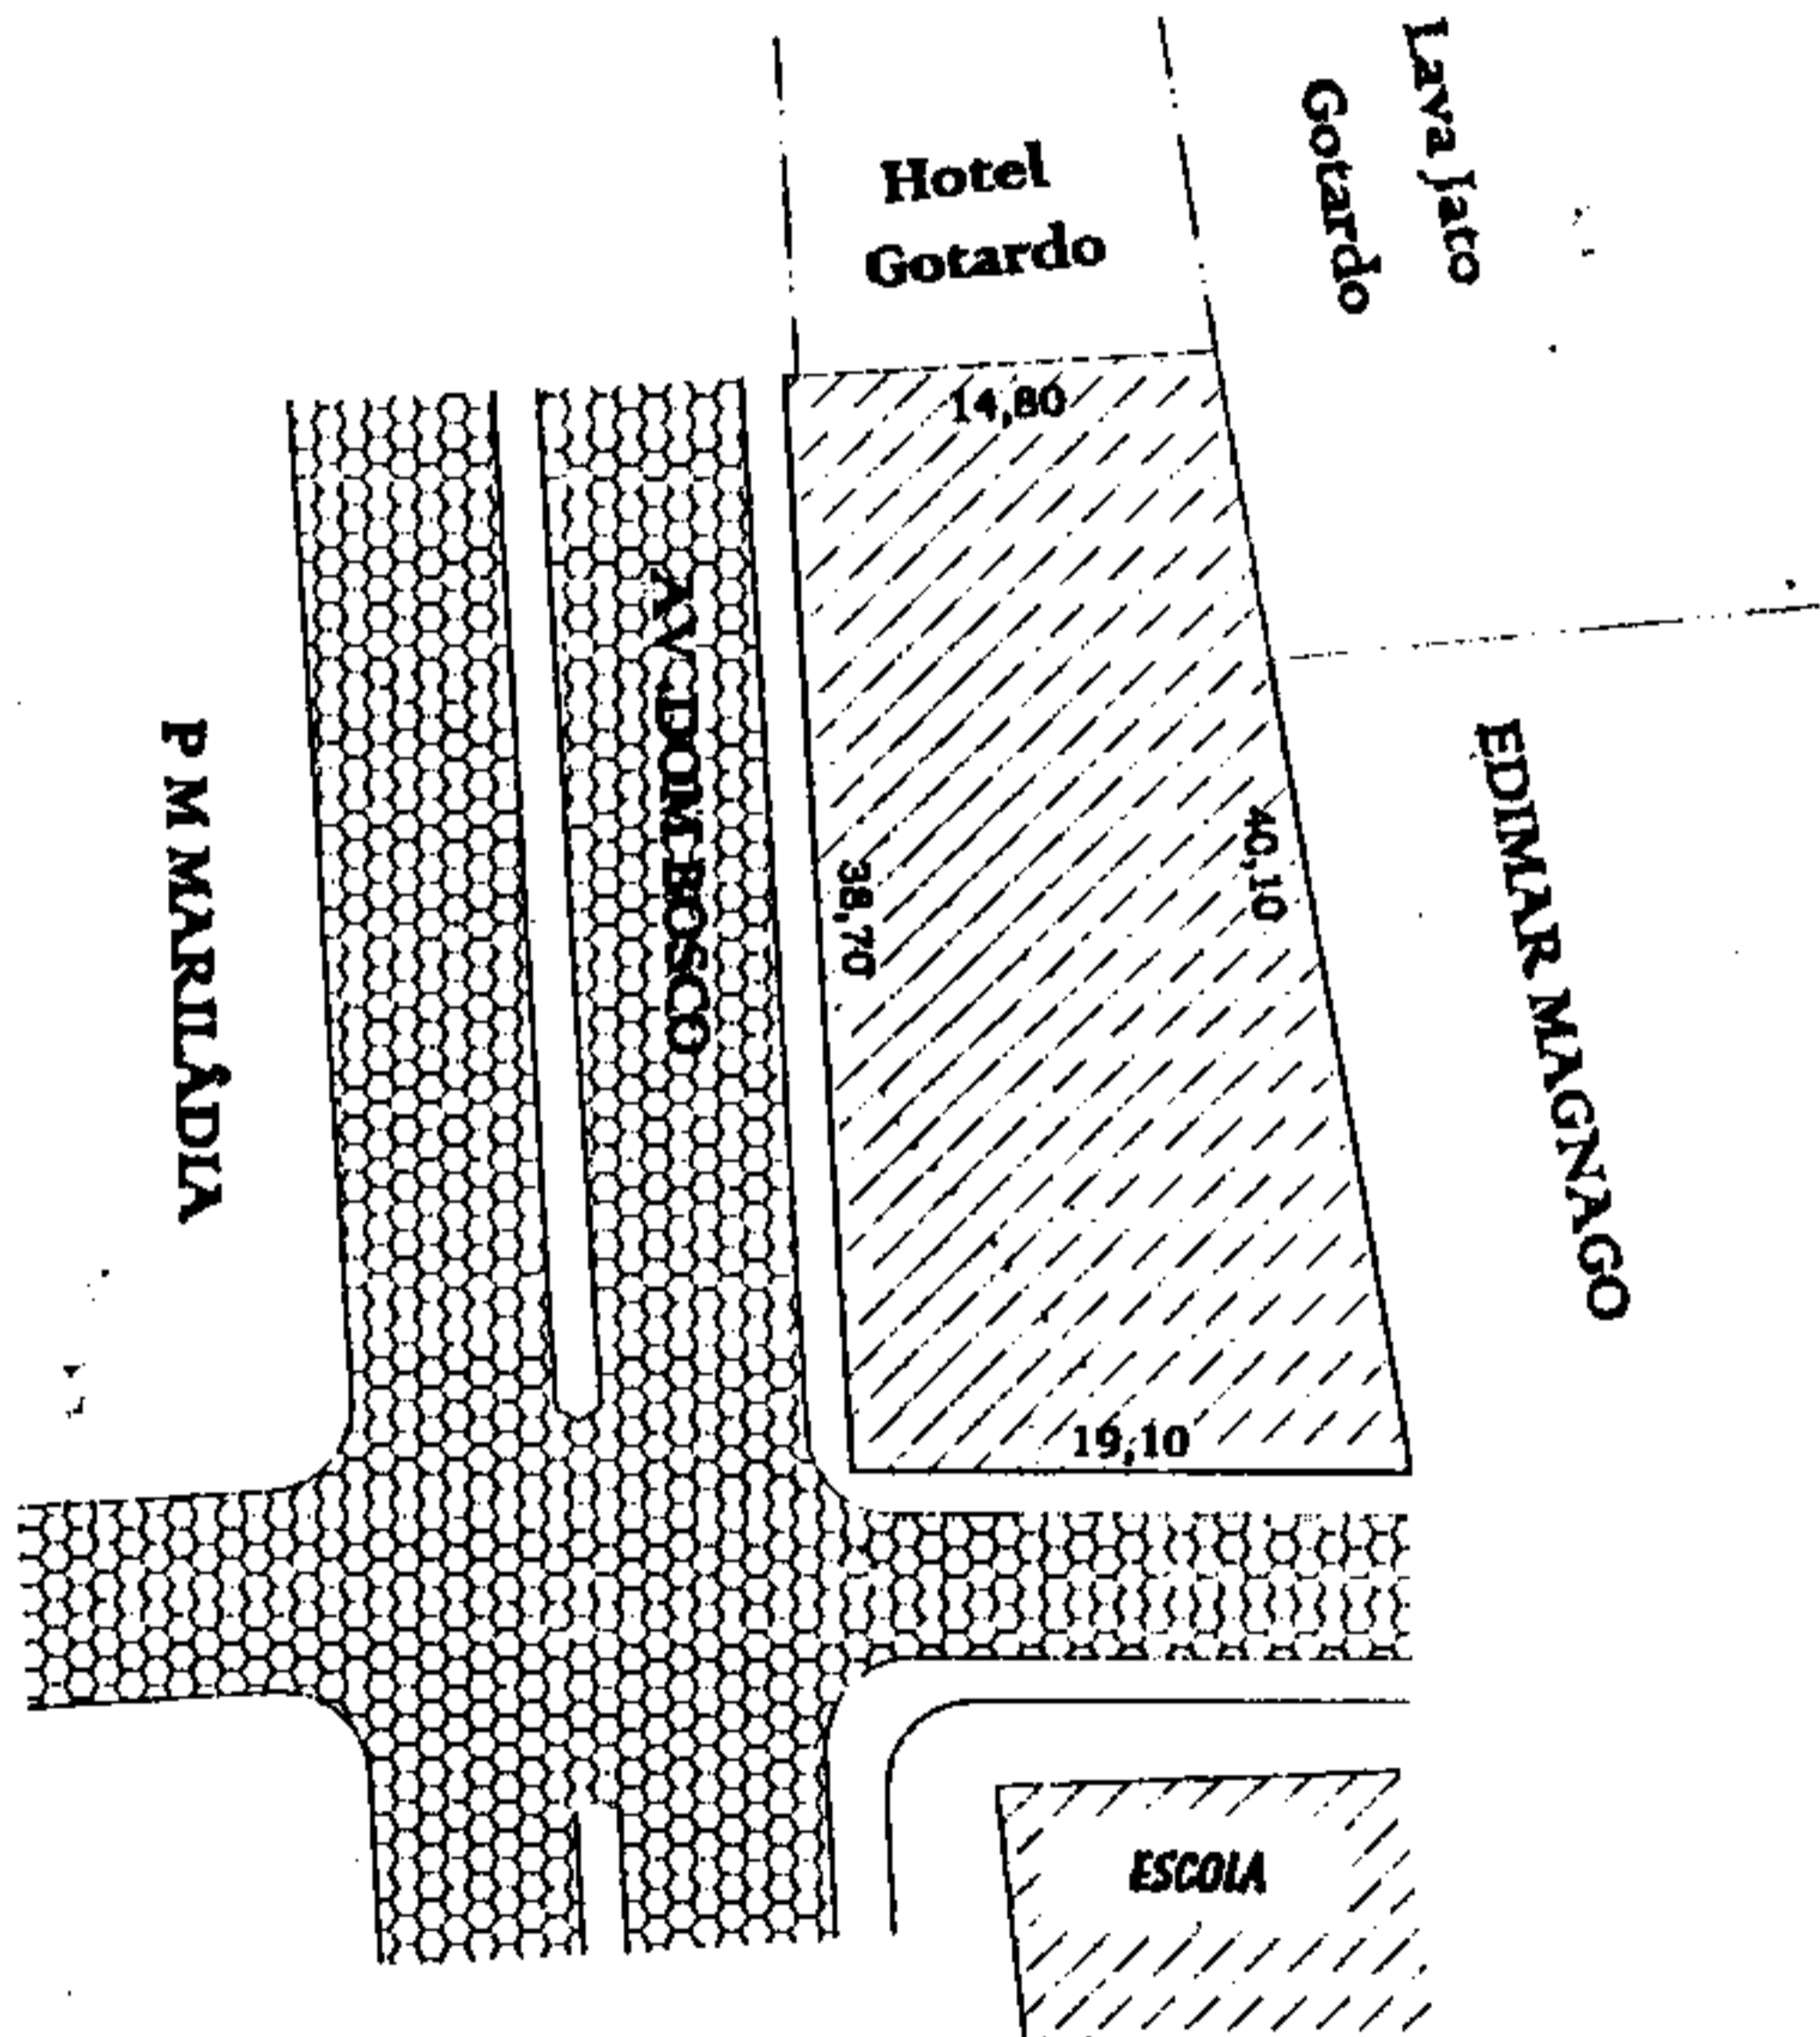 Hotel
Gotardo
Lava Jato
Gotardo
14,80
AV DOM BOSCO
P M MARILÂDIA
38,70
40,10
EDIMAR MAGNAGO
19,10
ESCOLA